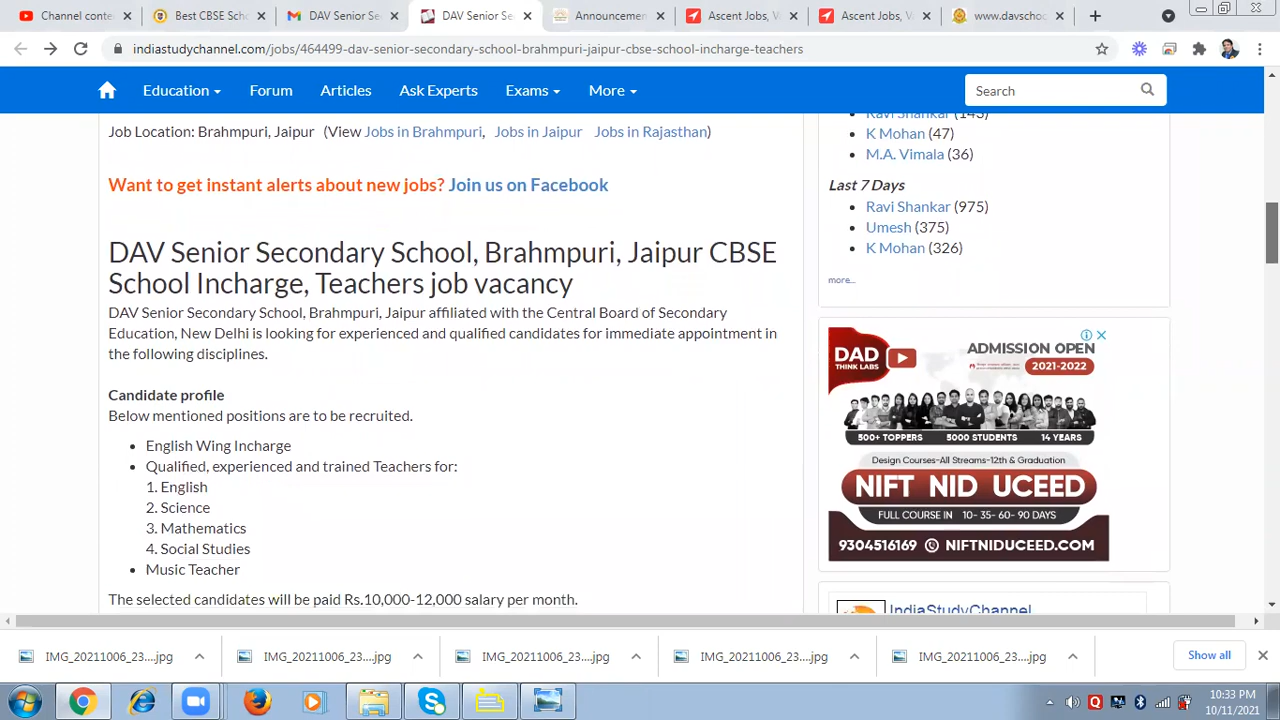 Channel conte
Best CBSE Scho
DAV Senior Sec
DAV Senior Se
Announcemen
Ascent Jobs, V
Ascent Jobs, V
www.davschoo
indiastudychannel.com/jobs/464499-dav-senior-secondary-school-brahmpuri-jaipur-cbse-school-incharge-teachers
Education
Forum
Articles
Ask Experts
Exams
More
Search
Job Location: Brahmpuri, Jaipur (View Jobs in Brahmpuri, Jobs in Jaipur Jobs in Rajasthan)
Want to get instant alerts about new jobs? Join us on Facebook
DAV Senior Secondary School, Brahmpuri, Jaipur CBSE
School Incharge, Teachers job vacancy
DAV Senior Secondary School, Brahmpuri, Jaipur affiliated with the Central Board of Secondary
Education, New Delhi is looking for experienced and qualified candidates for immediate appointment in
the following disciplines.
Candidate profile
Below mentioned positions are to be recruited.
English Wing Incharge
Qualified, experienced and trained Teachers for:
1. English
2. Science
3. Mathematics
4. Social Studies
Music Teacher
The selected candidates will be paid Rs.10,000-12,000 salary per month.
Ravi Shankar (143)
K Mohan (47)
M.A. Vimala (36)
Last 7 Days
Ravi Shankar (975)
Umesh (375)
K Mohan (326)
more...
DAD
THINK LABS
ADMISSION OPEN
2021-2022
500+ TOPPERS
5000 STUDENTS
14 YEARS
Design Courses-All Streams-12th & Graduation
NIFT NID UCEED
FULL COURSE IN 10- 35- 60- 90 DAYS
9304516169
NIFTNIDUCEED.COM
IndiaStudyChannel
IMG_20211006_23....jpg
IMG_20211006_23....jpg
IMG_20211006_23....jpg
IMG_20211006_23....jpg
IMG_20211006_23....jpg
Show all
10:33 PM
10/11/2021